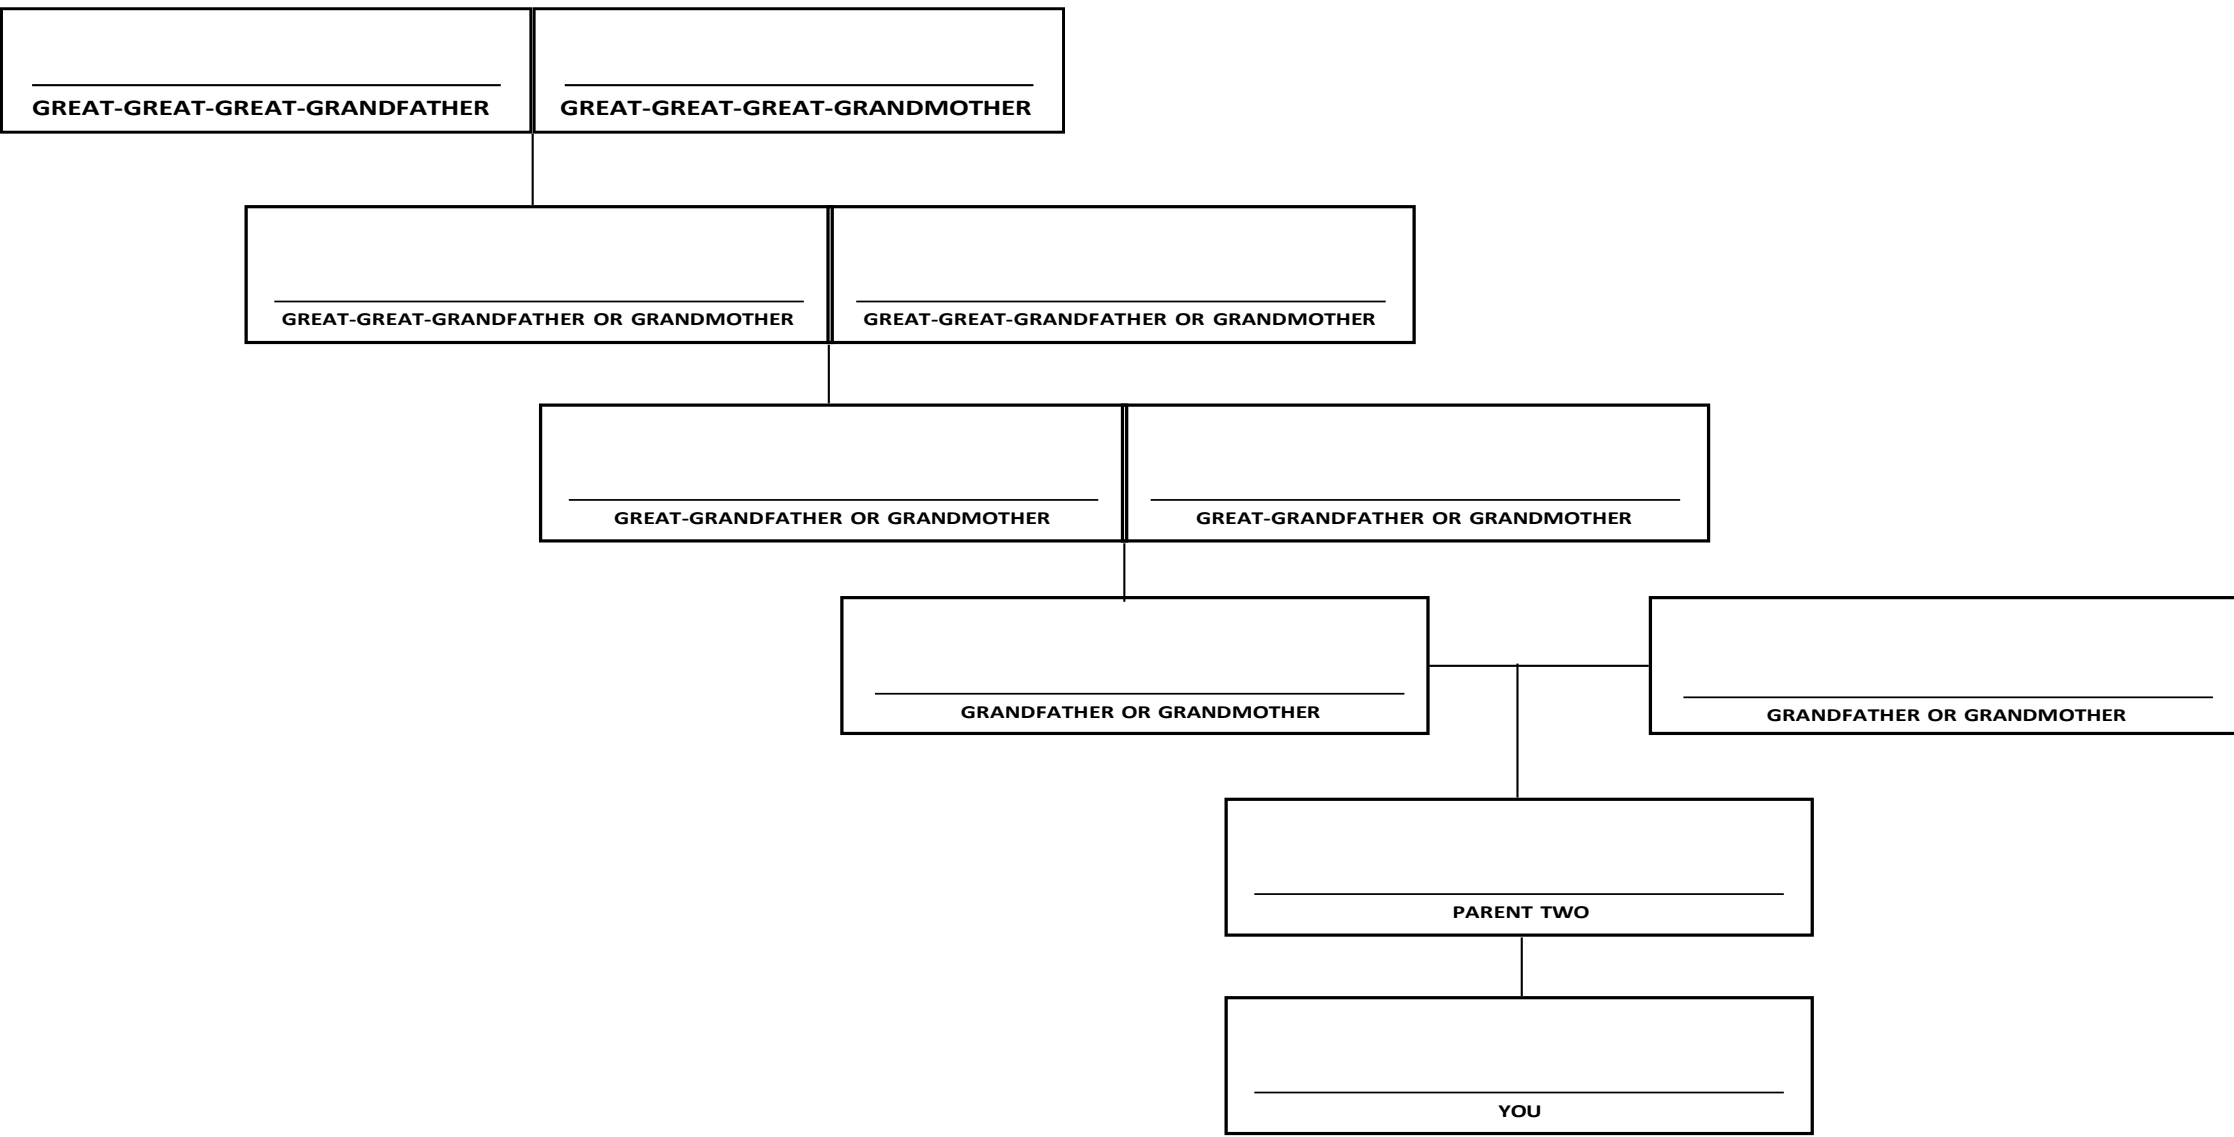 GREAT-GREAT-GREAT-GRANDFATHER
GREAT-GREAT-GREAT-GRANDMOTHER
GREAT-GREAT-GRANDFATHER OR GRANDMOTHER
GREAT-GREAT-GRANDFATHER OR GRANDMOTHER
GREAT-GRANDFATHER OR GRANDMOTHER
GREAT-GRANDFATHER OR GRANDMOTHER
GRANDFATHER OR GRANDMOTHER
GRANDFATHER OR GRANDMOTHER
PARENT TWO
YOU